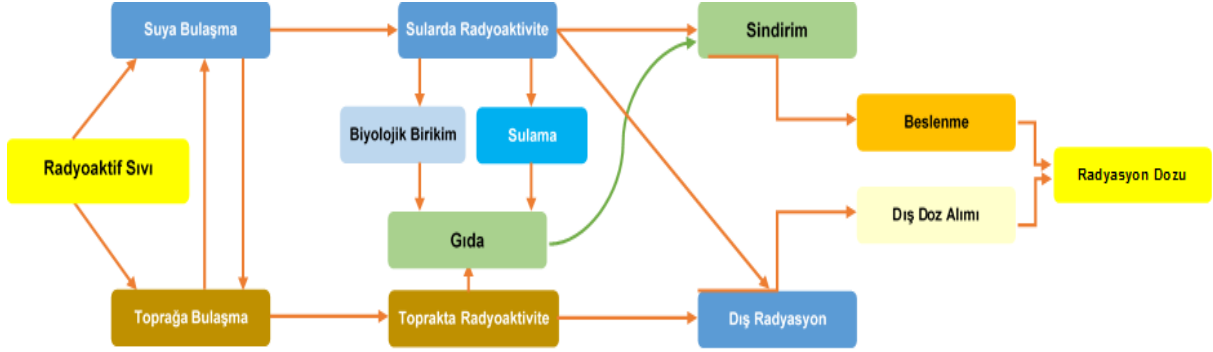 Suya Bulaşma
Sularda Radyoaktivite
Sindirim
Biyolojik Birikim
Sulama
Beslenme
Radyoaktif Sıvı
Radyasyon Dozu
Gıda
Dış Doz Alımı
Toprağa Bulaşma
Toprakta Radyoaktivite
Dış Radyasyon